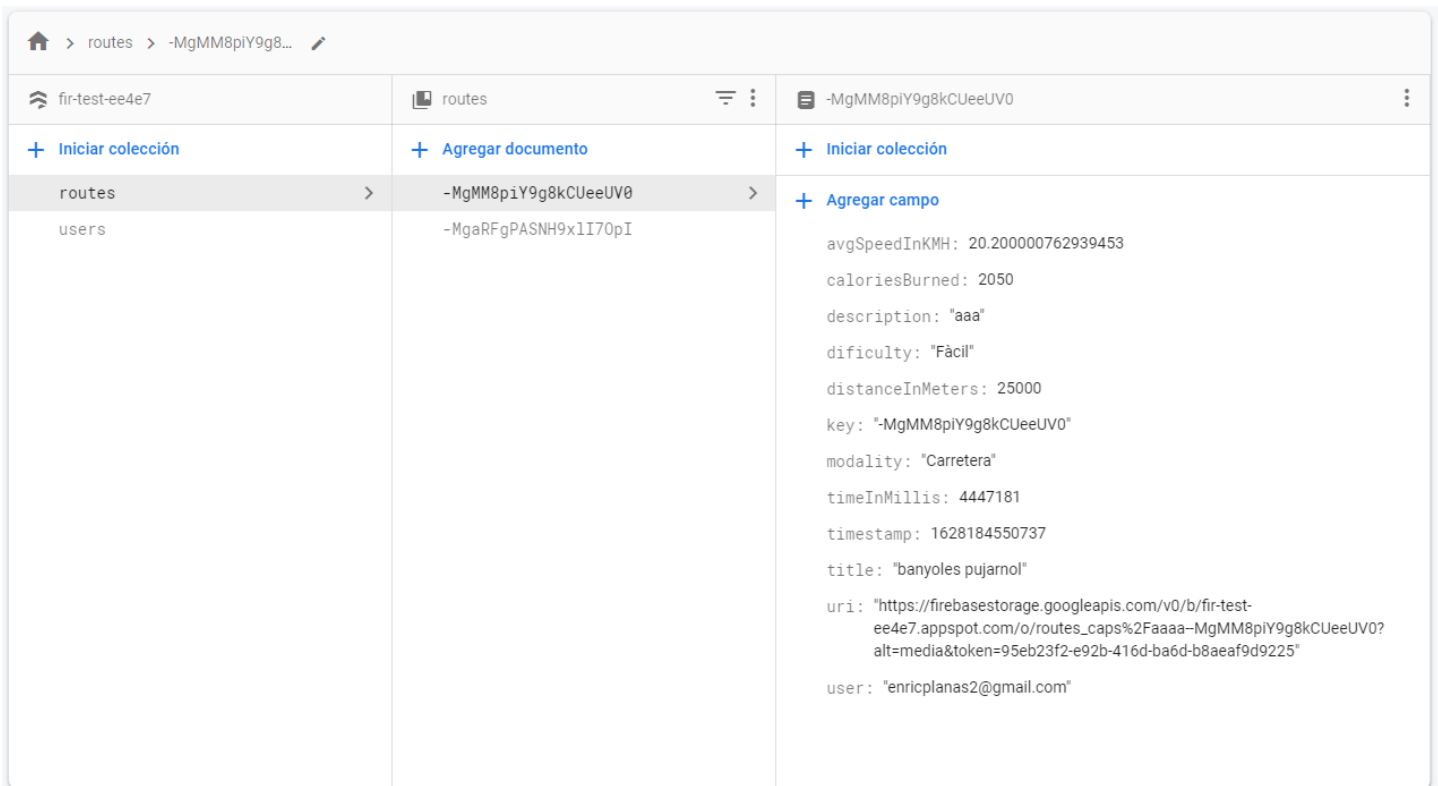 routes > -MgMM8piY9g8...
fir-test-ee4e7
routes
-MgMM8piY9g8kCUeeUV0
+ Iniciar colección
+ Agregar documento
+ Iniciar colección
routes
users
-MgMM8piY9g8kCUeeUV0
-MgaRFgPASNH9xlI7OpI
+ Agregar campo
avgSpeedInKMH: 20.200000762939453
caloriesBurned: 2050
description: "aaa"
dificulty: "Fàcil"
distanceInMeters: 25000
key: "-MgMM8piY9g8kCUeeUV0"
modality: "Carretera"
timeInMillis: 4447181
timestamp: 1628184550737
title: "banyoles pujarnol"
uri: "https://firebasestorage.googleapis.com/v0/b/fir-test-
ee4e7.appspot.com/o/routes_caps%2Faaaa--MgMM8piY9g8kCUeeUV0?
alt=media&token=95eb23f2-e92b-416d-ba6d-b8aeaf9d9225"
user: "enricplanas2@gmail.com"